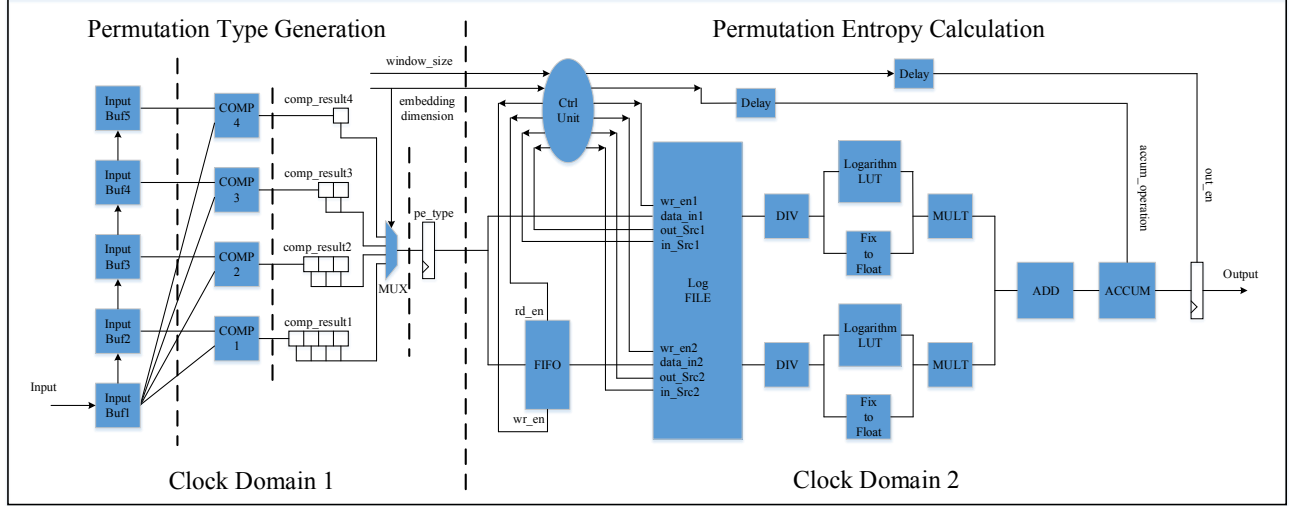 Permutation Type Generation
Permutation Entropy Calculation
window_size
embedding
dimension
Input
Buf5
Input
Buf4
Input
Buf3
Input
Buf2
Input
Buf1
Input
COMP
4
COMP
3
COMP
2
COMP
1
comp_result4
comp_result3
comp_result2
comp_result1
MUX
pe_type
Ctrl
Unit
Delay
Delay
rd_en
FIFO
wr_en
wr_en1
data_in1
out_Src1
in_Src1
Log
FILE
wr_en2
data_in2
out_Src2
in_Src2
DIV
Logarithm
LUT
Fix
to
Float
MULT
DIV
Logarithm
LUT
Fix
to
Float
MULT
ADD
ACCUM
accum_operation
out_en
Output
Clock Domain 1
Clock Domain 2